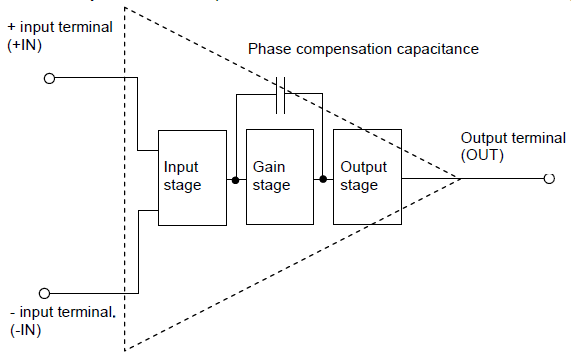 + input terminal
(+IN)
Phase compensation capacitance
Output terminal
(OUT)
Input
stage
Gain
stage
Output
stage
- input terminal.
(-IN)